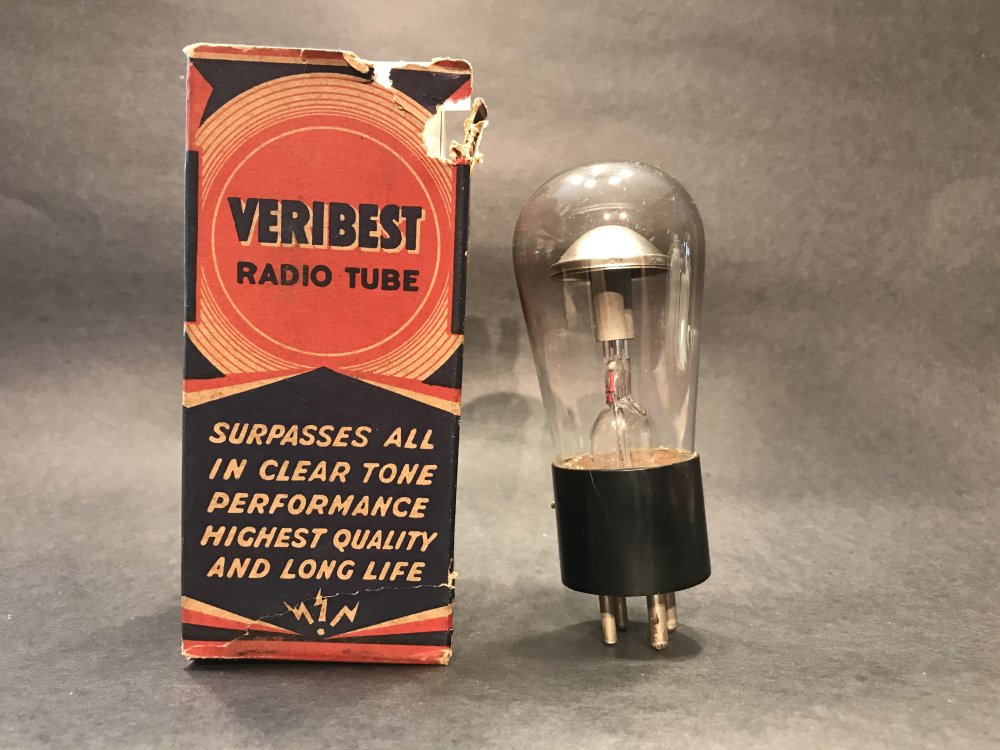 VERIBEST
RADIO TUBE
SURPASSES ALL
IN CLEAR TONE
PERFORMANCE
HIGHEST QUALITY
AND LONG LIFE